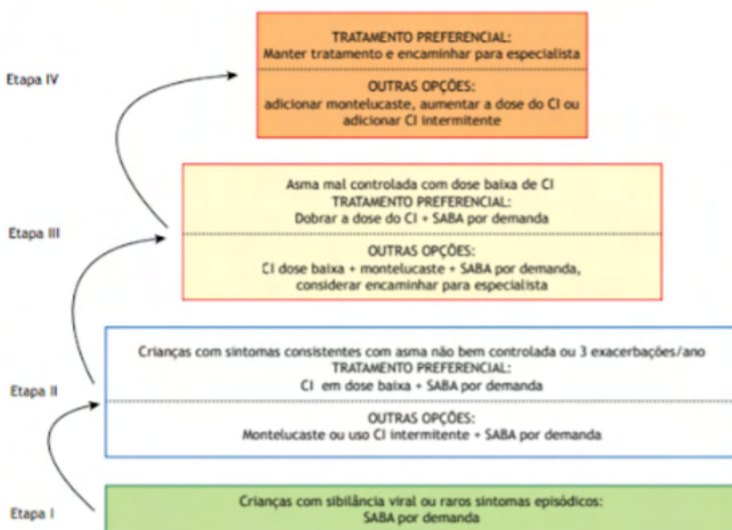 TRATAMENTO PREFERENCIAL:
Manter tratamento e encaminhar para especialista
Etapa IV
OUTRAS OPÇÕES:
adicionar montelucaste, aumentar a dose do CI ou
adicionar CI intermitente
Asma mal controlada com dose baixa de CI
TRATAMENTO PREFERENCIAL:
Dobrar a dose do CI + SABA por demanda
Etapa III
OUTRAS OPÇÕES:
CI dose baixa + montelucaste + SABA por demanda,
considerar encaminhar para especialista
Crianças com sintomas consistentes com asma não bem controlada ou 3 exacerbações/ano
TRATAMENTO PREFERENCIAL:
CI em dose baixa + SABA por demanda
Etapa II
OUTRAS OPÇÕES:
Montelucaste ou uso CI intermitente + SABA por demanda
Etapa I
Crianças com sibilância viral ou raros sintomas episódicos:
SABA por demanda